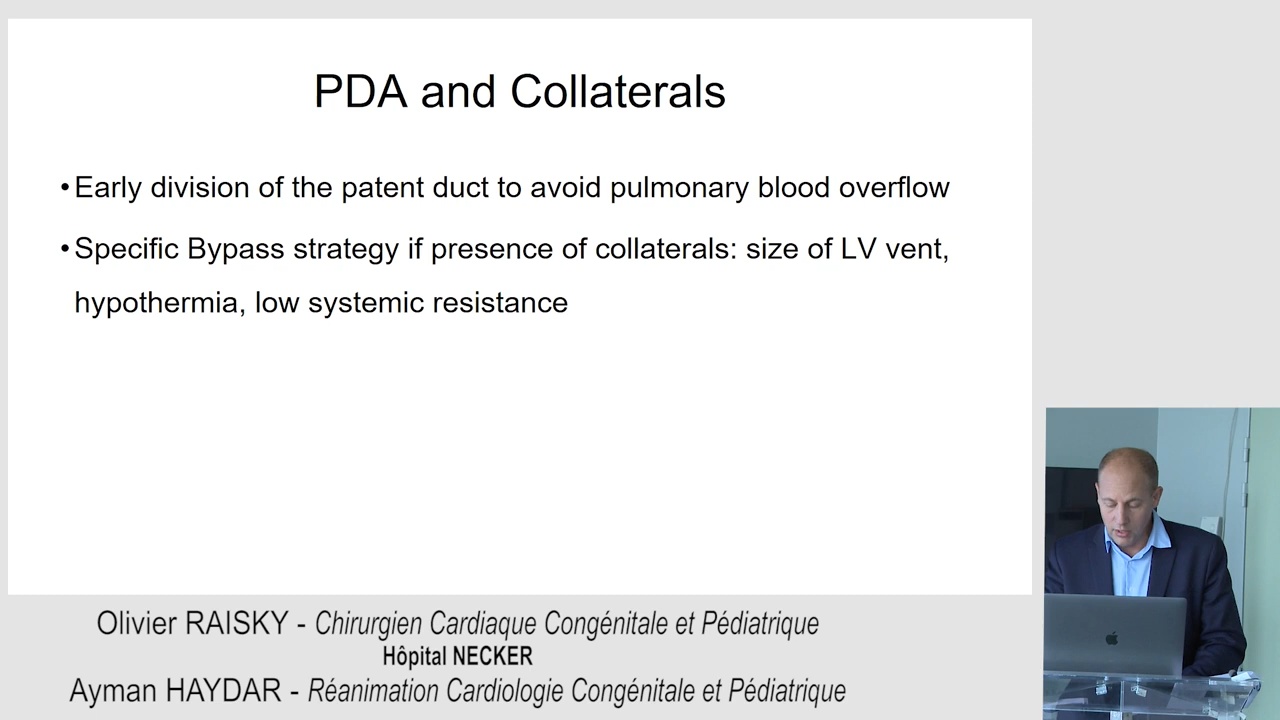 PDA and Collaterals
•Early division of the patent duct to avoid pulmonary blood overflow
•Specific Bypass strategy if presence of collaterals: size of LV vent,
hypothermia, low systemic resistance
Olivier RAISKY - Chirurgien Cardiaque Congénitale et Pédiatrique
Hôpital NECKER
Ayman HAYDAR - Réanimation Cardiologie Congénitale et Pédiatrique